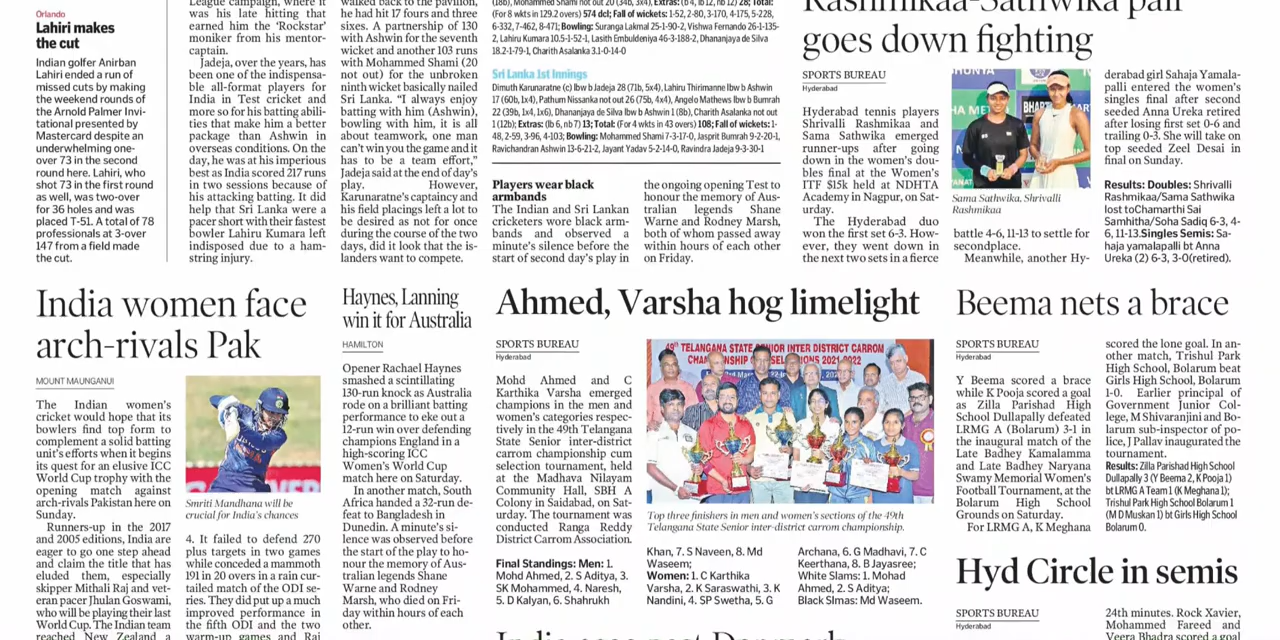 Orlando
Lahiri makes
the cut
Indian golfer Anirban
Lahiri ended a run of
missed cuts by making
the weekend rounds of
the Arnold Palmer Invi-
tational presented by
Mastercard despite an
underwhelming one-
over 73 in the second
round here. Lahiri, who
shot 73 in the first round
as well, was two-over
for 36 holes and was
placed T-51. A total of 78
professionals at 3-over
147 from a field made
the cut.
League campaign, where it
was his late hitting that
earned him the 'Rockstar'
moniker from his mentor-
captain.
Jadeja, over the years, has
been one of the indispensa-
ble all-format players for
India in Test cricket and
more so for his batting abili-
ties that make him a better
package than Ashwin in
overseas conditions. On the
day, he was at his imperious
best as India scored 217 runs
in two sessions because of
his attacking batting. It did
help that Sri Lanka were a
pacer short with their fastest
bowler Lahiru Kumara left
indisposed due to a ham-
string injury.
walked back to the pavilion,
he had hit 17 fours and three
sixes. A partnership of 130
with Ashwin for the seventh
wicket and another 103 runs
with Mohammed Shami (20
not out) for the unbroken
ninth wicket basically nailed
Sri Lanka. "I always enjoy
batting with him (Ashwin),
bowling with him, it is all
about teamwork, one man
can't win you the game and it
has to be a team effort,"
Jadeja said at the end of day's
play. However,
Karunaratne's captaincy and
his field placings left a lot to
be desired as not for once
during the course of the two
days, did it look that the is-
landers want to compete.
(18b), Mohammed Shami not out 20 (34b, 3x4), Extras: (b 4, lb 12, nb 12) 28; Total:
(For 8 wkts in 129.2 overs) 574 dcl; Fall of wickets: 1-52, 2-80, 3-170, 4-175, 5-228,
6-332, 7-462, 8-471; Bowling: Suranga Lakmal 25-1-90-2, Vishwa Fernando 26-1-135-
2, Lahiru Kumara 10.5-1-52-1, Lasith Embuldeniya 46-3-188-2, Dhananjaya de Silva
18.2-1-79-1, Charith Asalanka 3.1-0-14-0
Sri Lanka 1st Innings
Dimuth Karunaratne (c) lbw b Jadeja 28 (71b, 5x4), Lahiru Thirimanne lbw b Ashwin
17 (60b, 1x4), Pathum Nissanka not out 26 (75b, 4x4), Angelo Mathews lbw b Bumrah
22 (39b, 1x4, 1x6), Dhananjaya de Silva lbw b Ashwin 1 (8b), Charith Asalanka not out
1 (12b); Extras: (lb 6, nb 7) 13; Total: (For 4 wkts in 43 overs) 108; Fall of wickets: 1-
48, 2-59, 3-96, 4-103; Bowling: Mohammed Shami 7-3-17-0, Jasprit Bumrah 9-2-20-1,
Ravichandran Ashwin 13-6-21-2, Jayant Yadav 5-2-14-0, Ravindra Jadeja 9-3-30-1
Players wear black
armbands
The Indian and Sri Lankan
cricketers wore black arm-
bands and observed a
minute's silence before the
start of second day's play in
the ongoing opening Test to
honour the memory of Aus-
tralian legends Shane
Warne and Rodney Marsh,
both of whom passed away
within hours of each other
on Friday.
Rashmikaa-Sathwika pair
goes down fighting
SPORTS BUREAU
Hyderabad
Hyderabad tennis players
Shrivalli Rashmikaa and
Sama Sathwika emerged
runner-ups after going
down in the women's dou-
bles final at the Women's
ITF $15k held at NDHTA
Academy in Nagpur, on Sat-
urday.
The Hyderabad duo
won the first set 6-3. How-
ever, they went down in
the next two sets in a fierce
Sama Sathwika, Shrivalli
Rashmikaa
battle 4-6, 11-13 to settle for
secondplace.
Meanwhile, another Hy-
derabad girl Sahaja Yamala-
palli entered the women's
singles final after second
seeded Anna Ureka retired
after losing first set 0-6 and
trailing 0-3. She will take on
top seeded Zeel Desai in
final on Sunday.
Results: Doubles: Shrivalli
Rashmikaa/Sama Sathwika
lost toChamarthi Sai
Samhitha/Soha Sadiq 6-3, 4-
6, 11-13.Singles Semis: Sa-
haja yamalapalli bt Anna
Ureka (2) 6-3, 3-0(retired).
India women face
arch-rivals Pak
MOUNT MAUNGANUI
The Indian women's
cricket would hope that its
bowlers find top form to
complement a solid batting
unit's efforts when it begins
its quest for an elusive ICC
World Cup trophy with the
opening match against
arch-rivals Pakistan here on
Sunday.
Runners-up in the 2017
and 2005 editions, India are
eager to go one step ahead
and claim the title that has
eluded them, especially
skipper Mithali Raj and vet-
eran pacer Jhulan Goswami,
who will be playing their last
World Cup. The Indian team
reached New Zealand a
Smriti Mandhana will be
crucial for India's chances
4. It failed to defend 270
plus targets in two games
while conceded a mammoth
191 in 20 overs in a rain cur-
tailed match of the ODI se-
ries. They did put up a much
improved performance in
the fifth ODI and the two
warm-up games and Raj
Haynes, Lanning
win it for Australia
HAMILTON
Opener Rachael Haynes
smashed a scintillating
130-run knock as Australia
rode on a brilliant batting
performance to eke out a
12-run win over defending
champions England in a
high-scoring ICC
Women's World Cup
match here on Saturday.
In another match, South
Africa handed a 32-run de-
feat to Bangladesh in
Dunedin. A minute's si-
lence was observed before
the start of the play to ho-
nour the memory of Aus-
tralian legends Shane
Warne and Rodney
Marsh, who died on Fri-
day within hours of each
other.
Ahmed, Varsha hog limelight
SPORTS BUREAU
Hyderabad
Mohd Ahmed and C
Karthika Varsha emerged
champions in the men and
women's categories respec-
tively in the 49th Telangana
State Senior inter-district
carrom championship cum
selection tournament, held
at the Madhava Nilayam
Community Hall, SBH A
Colony in Saidabad, on Sat-
urday. The tournament was
conducted Ranga Reddy
District Carrom Association.
Final Standings: Men: 1.
Mohd Ahmed, 2. S Aditya, 3.
SK Mohammed, 4. Naresh,
5. D Kalyan, 6. Shahrukh
49th TELANGANA STATE SENIOR INTER DISTRICT CARROM
Top three finishers in men and women's sections of the 49th
Telangana State Senior inter-district carrom championship.
Khan, 7. S Naveen, 8. Md
Waseem;
Women: 1. C Karthika
Varsha, 2. K Saraswathi, 3. K
Nandini, 4. SP Swetha, 5. G
Archana, 6. G Madhavi, 7. C
Keerthana, 8. B Jayasree;
White Slams: 1. Mohad
Ahmed, 2. S Aditya;
Black Slmas: Md Waseem.
Beema nets a brace
SPORTS BUREAU
Hyderabad
Y Beema scored a brace
while K Pooja scored a goal
as Zilla Parishad High
School Dullapally defeated
LRMG A (Bolarum) 3-1 in
the inaugural match of the
Late Badhey Kamalamma
and Late Badhey Naryana
Swamy Memorial Women's
Football Tournament, at the
Bolarum High School
Grounds on Saturday.
For LRMG A, K Meghana
scored the lone goal. In an-
other match, Trishul Park
High School, Bolarum beat
Girls High School, Bolarum
1-0. Earlier principal of
Government Junior Col-
lege, M Shivaranjini and Bo-
larum sub-inspector of po-
lice, J Pallav inaugurated the
tournament.
Results: Zilla Parishad High School
Dullapally 3 (Y Beema 2, K Pooja 1)
bt LRMG A Team 1 (K Meghana 1);
Trishul Park High School Bolarum 1
(M D Muskan 1) bt Girls High School
Bolarum 0.
Hyd Circle in semis
SPORTS BUREAU
Hyderabad
24th minutes. Rock Xavier,
Mohammed Fareed and
Veera Bhadra scored a goal